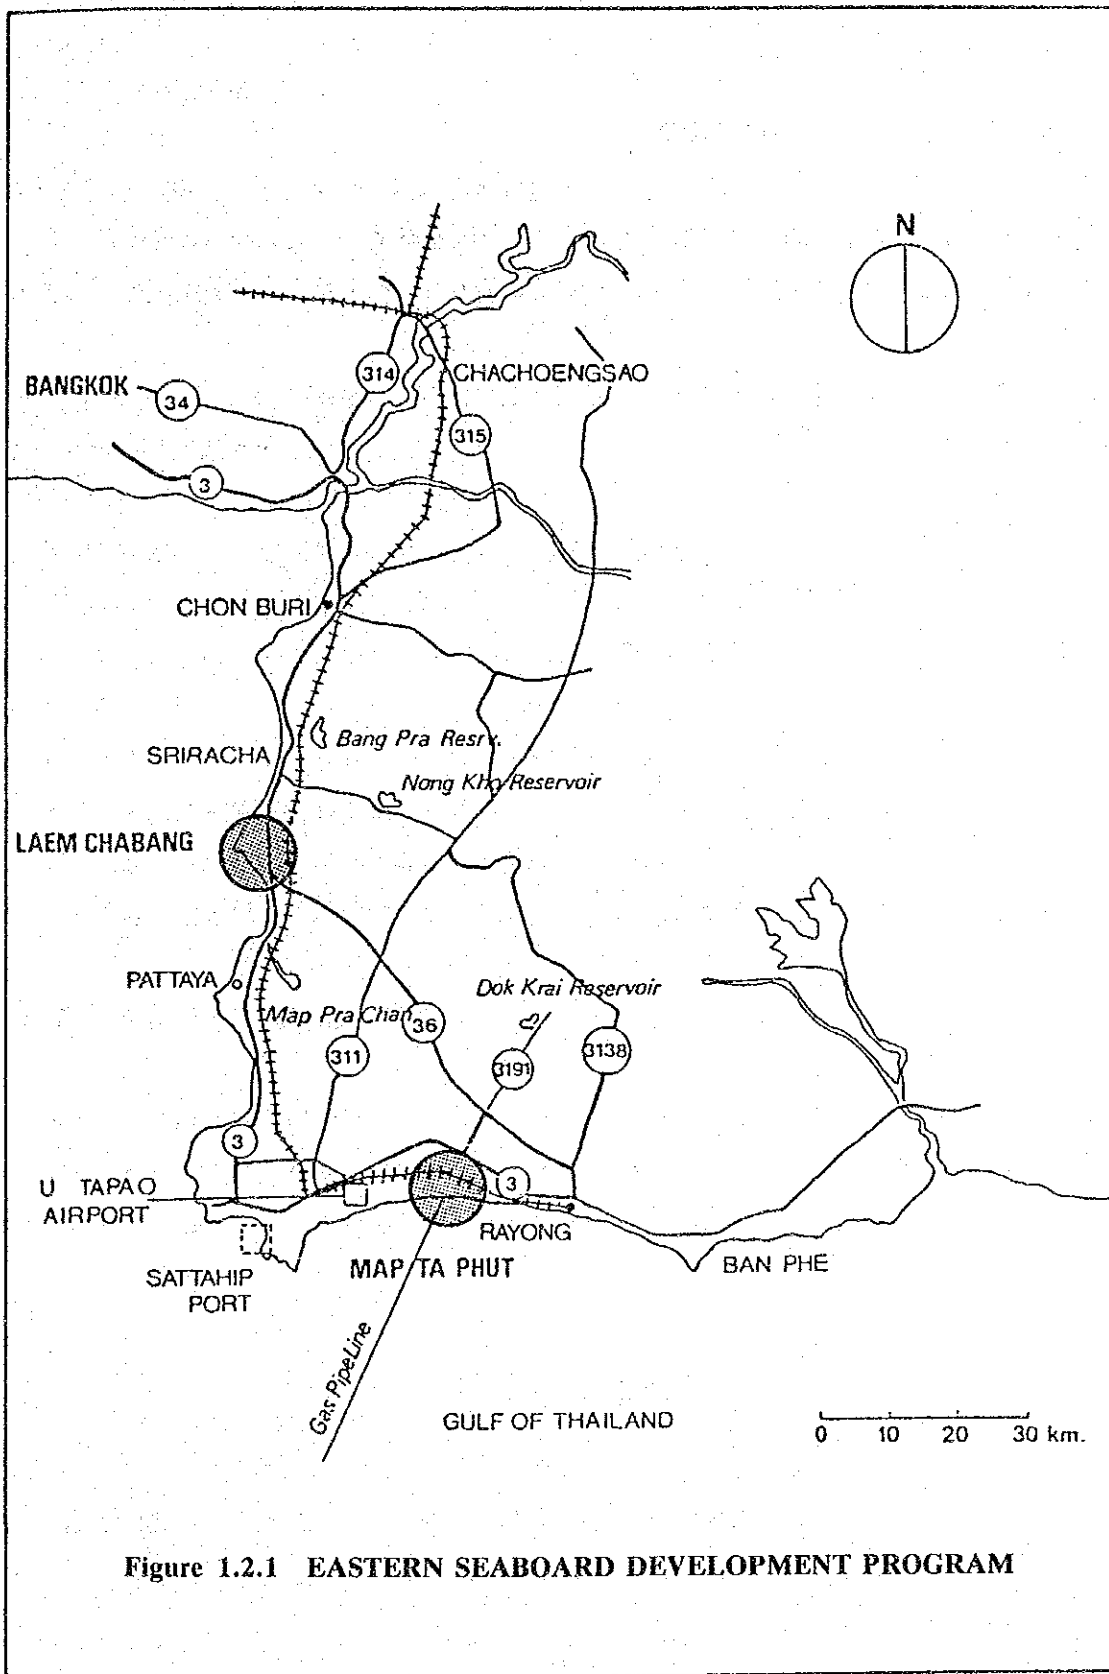 N
CHACHOENGSAO
314
BANGKOK
34
315
3
CHON BURI
Bang Pra Resrv.
SRIRACHA
Nong Kho Reservoir
LAEM CHABANG
PATTAYA
Dok Krai Reservoir
Map Pra Chan
36
311
3191
3138
3
3
U TAPAO
AIRPORT
RAYONG
BAN PHE
MAP TA PHUT
SATTAHIP
PORT
Gas PipeLine
GULF OF THAILAND
0 10 20 30 km.
Figure 1.2.1 EASTERN SEABOARD DEVELOPMENT PROGRAM